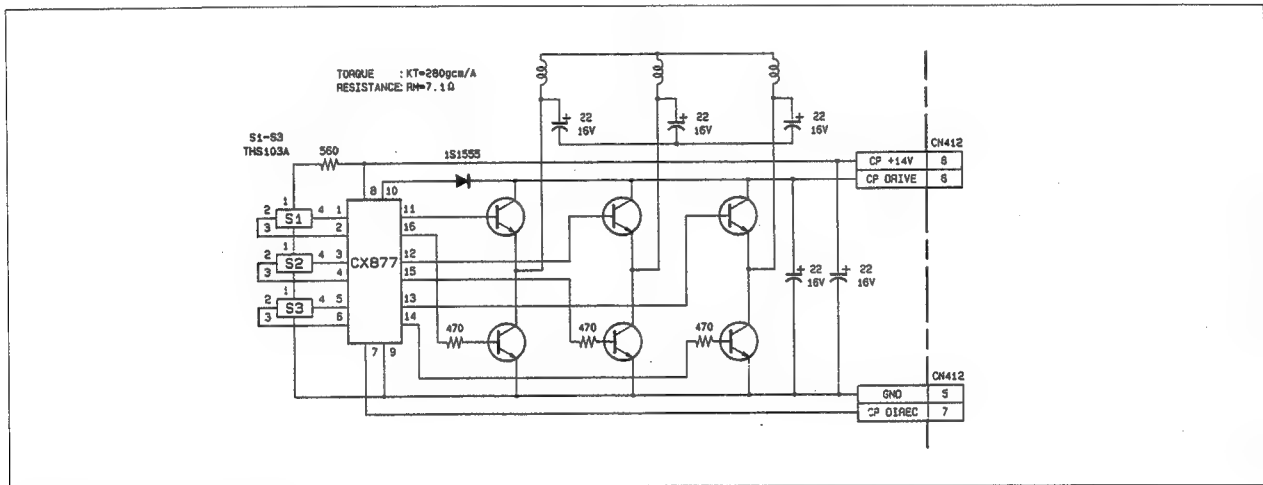 TORQUE : KT=280gcm/A
RESISTANCE: RM=7.1Ω
22
16V
22
16V
22
16V
S1-S3
THS103A
560
1S1555
CN412
CP +14V 8
CP DRIVE 6
8 10
1
2 S1 4 1 11
3 2 16
1
2 S2 4 3 CX877 12
3 4 15
1
2 S3 4 5 13
3 6 14
22
16V
22
16V
470
470
470
7 9
CN412
GND 5
CP DIREC 7